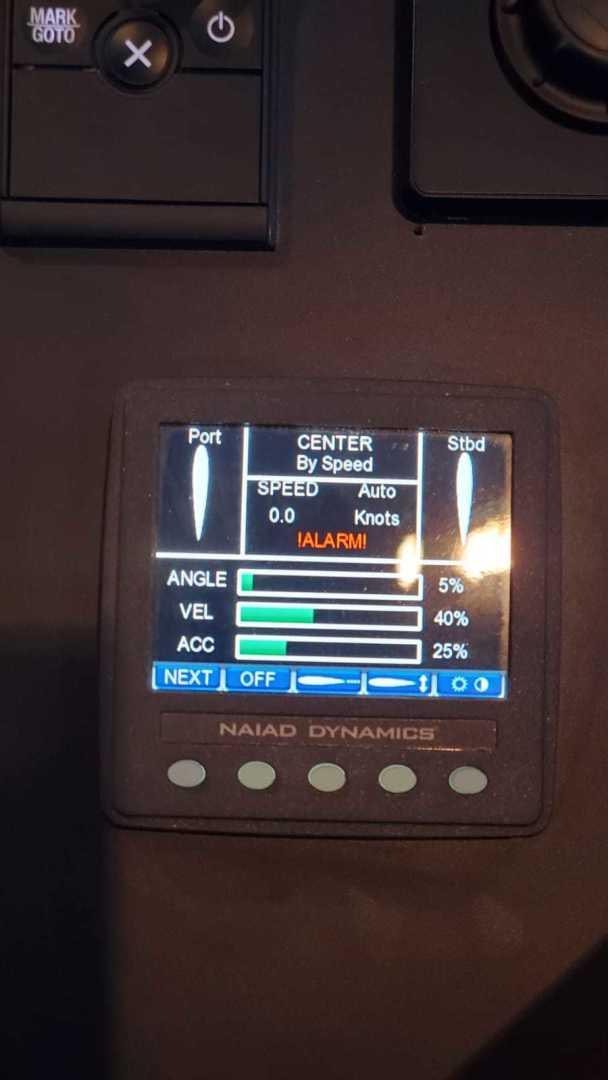 MARK
GOTO
Port
CENTER
Stbd
By Speed
SPEED Auto
0.0 Knots
!ALARM!
ANGLE 5%
VEL 40%
ACC 25%
NEXT OFF
NAIAD DYNAMICS